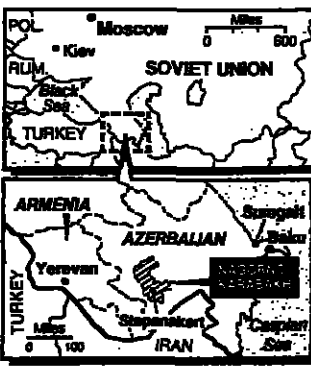 POL.
Moscow
Miles
0 600
Kiev
RUM.
SOVIET UNION
Black
Sea
TURKEY
ARMENIA
Sumgait
AZERBAIJAN
Baku
NAGORNO
KARABAKH
Yerevan
TURKEY
Stepanakert
Miles
0 100
IRAN
Caspian
Sea